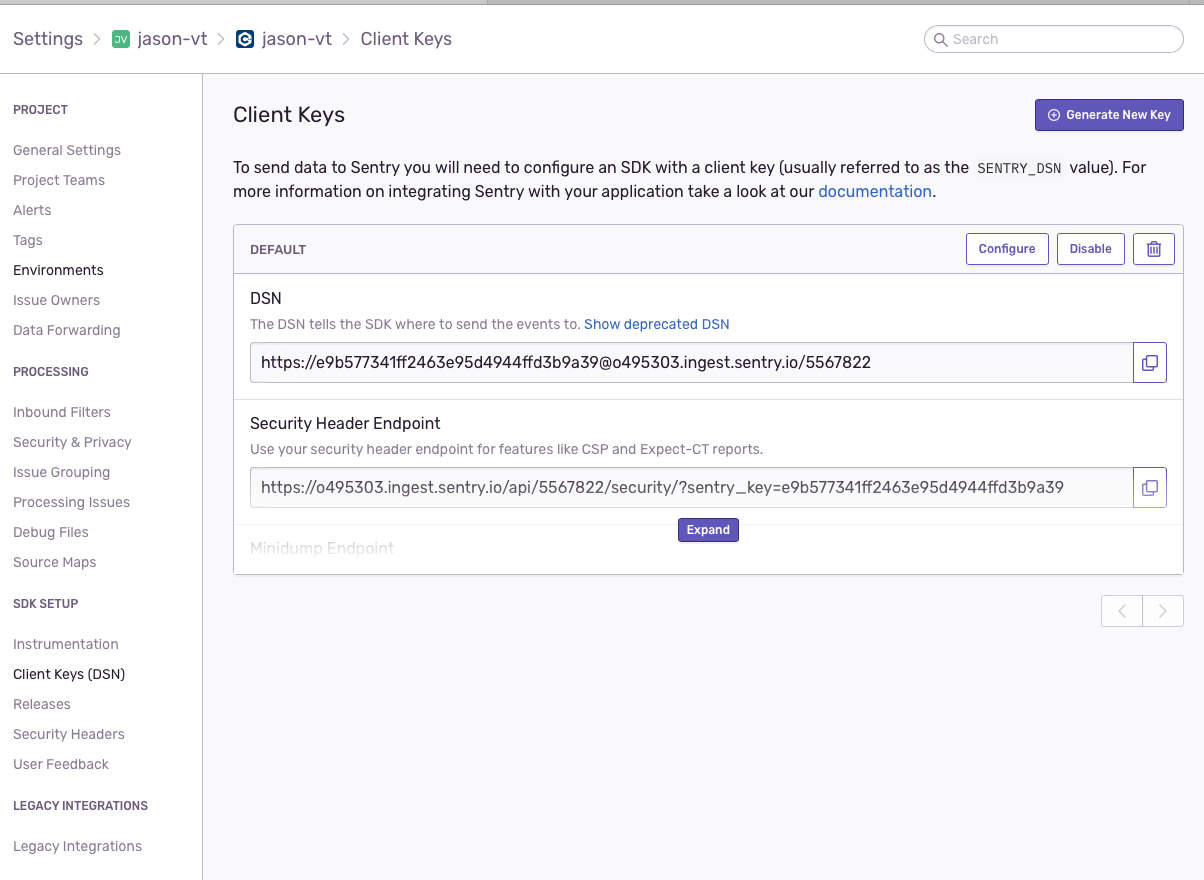 Settings > JV jason-vt > C jason-vt > Client Keys
Search
PROJECT
General Settings
Project Teams
Alerts
Tags
Environments
Issue Owners
Data Forwarding
PROCESSING
Inbound Filters
Security & Privacy
Issue Grouping
Processing Issues
Debug Files
Source Maps
SDK SETUP
Instrumentation
Client Keys (DSN)
Releases
Security Headers
User Feedback
LEGACY INTEGRATIONS
Legacy Integrations
Client Keys
Generate New Key
To send data to Sentry you will need to configure an SDK with a client key (usually referred to as the SENTRY_DSN value). For
more information on integrating Sentry with your application take a look at our documentation.
DEFAULT
Configure
Disable
DSN
The DSN tells the SDK where to send the events to. Show deprecated DSN
https://e9b577341ff2463e95d4944ffd3b9a39@o495303.ingest.sentry.io/5567822
Security Header Endpoint
Use your security header endpoint for features like CSP and Expect-CT reports.
https://o495303.ingest.sentry.io/api/5567822/security/?sentry_key=e9b577341ff2463e95d4944ffd3b9a39
Expand
Minidump Endpoint